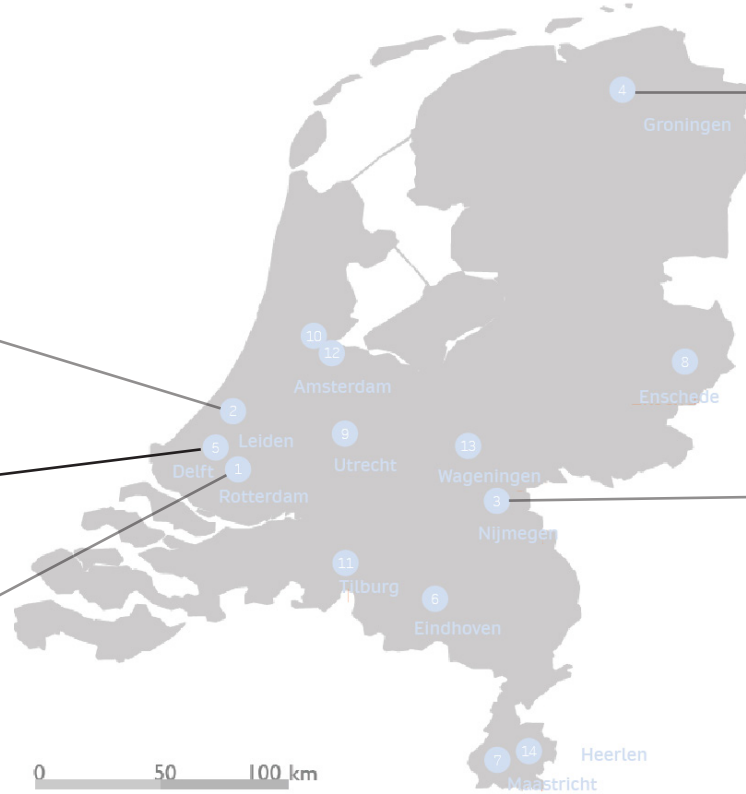 4
Groningen
10
12
Amsterdam
8
Enschede
2
Leiden
9
Utrecht
13
Wageningen
5
Delft
1
Rotterdam
3
Nijmegen
11
Tilburg
6
Eindhoven
14
Heerlen
7
Maastricht
0 50 100 km